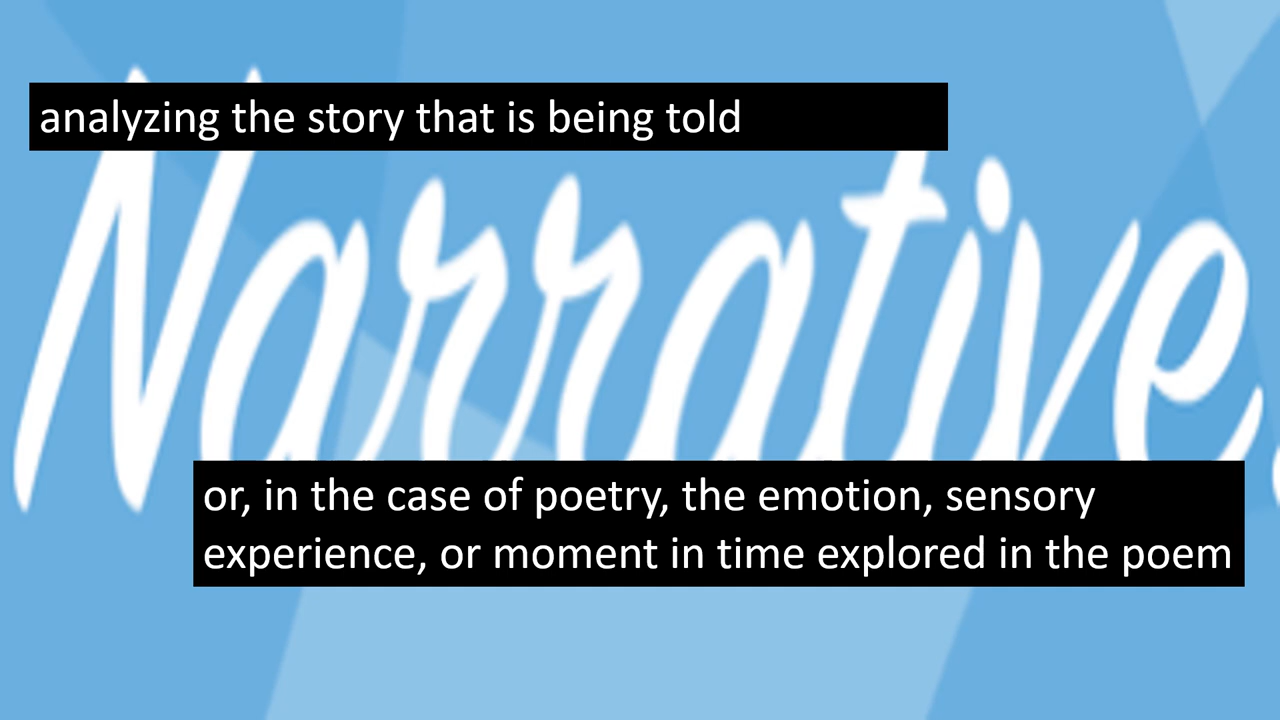 analyzing the story that is being told
Narrative.
or, in the case of poetry, the emotion, sensory
experience, or moment in time explored in the poem